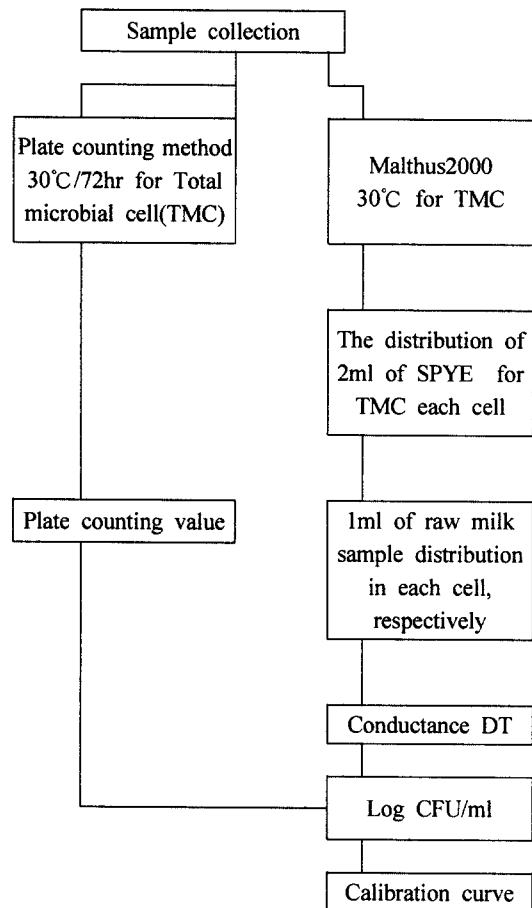 Sample collection
Plate counting method
30℃/72hr for Total
microbial cell(TMC)
Malthus2000
30℃ for TMC
The distribution of
2ml of SPYE for
TMC each cell
Plate counting value
1ml of raw milk
sample distribution
in each cell,
respectively
Conductance DT
Log CFU/ml
Calibration curve